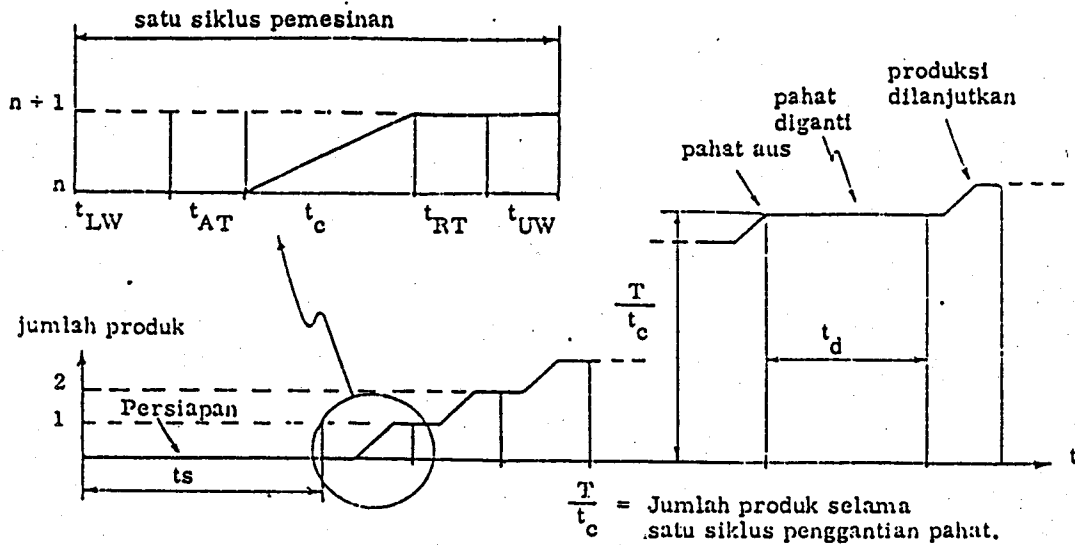 satu siklus pemesinan
n + 1
n
t_LW t_AT t_c t_RT t_UW
pahat aus
pahat
diganti
produksi
dilanjutkan
jumlah produk
2
1
Persiapan
ts
T
t_c
t_d
t
T
t_c = Jumlah produk selama
satu siklus penggantian pahat.